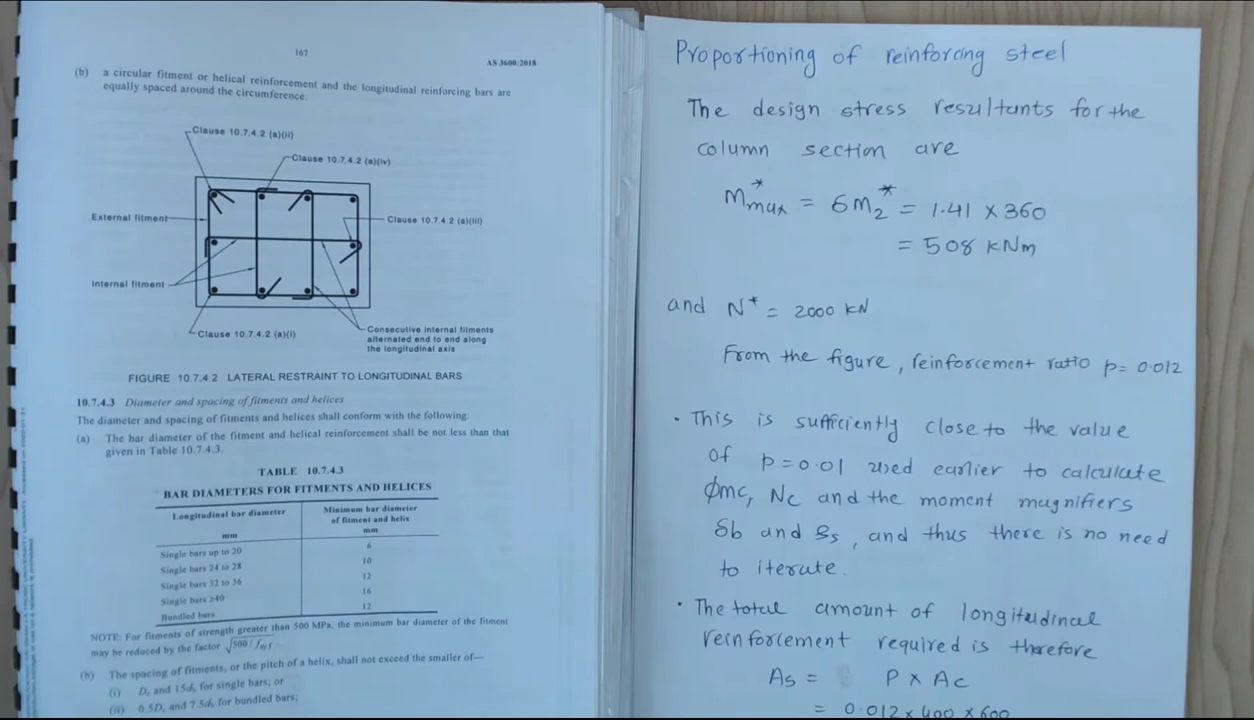 167
AS 3600:2018
(b) a circular fitment or helical reinforcement and the longitudinal reinforcing bars are
equally spaced around the circumference.
Clause 10.7.4.2 (a)(ii)
Clause 10.7.4.2 (a)(iv)
External fitment
Clause 10.7.4.2 (a)(iii)
Internal fitment
Clause 10.7.4.2 (a)(i)
Consecutive internal fitments
alternated end to end along
the longitudinal axis
FIGURE 10.7.4.2 LATERAL RESTRAINT TO LONGITUDINAL BARS
10.7.4.3 Diameter and spacing of fitments and helices
The diameter and spacing of fitments and helices shall conform with the following:
(a) The bar diameter of the fitment and helical reinforcement shall be not less than that
given in Table 10.7.4.3.
TABLE 10.7.4.3
BAR DIAMETERS FOR FITMENTS AND HELICES
Longitudinal bar diameter
mm
Minimum bar diameter
of fitment and helix
mm
Single bars up to 20 6
Single bars 24 to 28 10
Single bars 32 to 36 12
Single bars ≥40 16
Bundled bars 12
NOTE: For fitments of strength greater than 500 MPa, the minimum bar diameter of the fitment
may be reduced by the factor
(b) The spacing of fitments, or the pitch of a helix, shall not exceed the smaller of—
(i) Dc and 15db for single bars; or
(ii) 0.5Dc and 7.5db for bundled bars;
Proportioning of reinforcing steel
The design stress resultants for the
column section are
M*max = δM2* = 1.41 × 360
= 508 kNm
and N* = 2000 kN
From the figure, reinforcement ratio p = 0.012
• This is sufficiently close to the value
of p = 0.01 used earlier to calculate
ϕMc, Nc and the moment magnifiers
δb and δs, and thus there is no need
to iterate.
• The total amount of longitudinal
reinforcement required is therefore
As = P × Ac
= 0.012 × 400 × 600